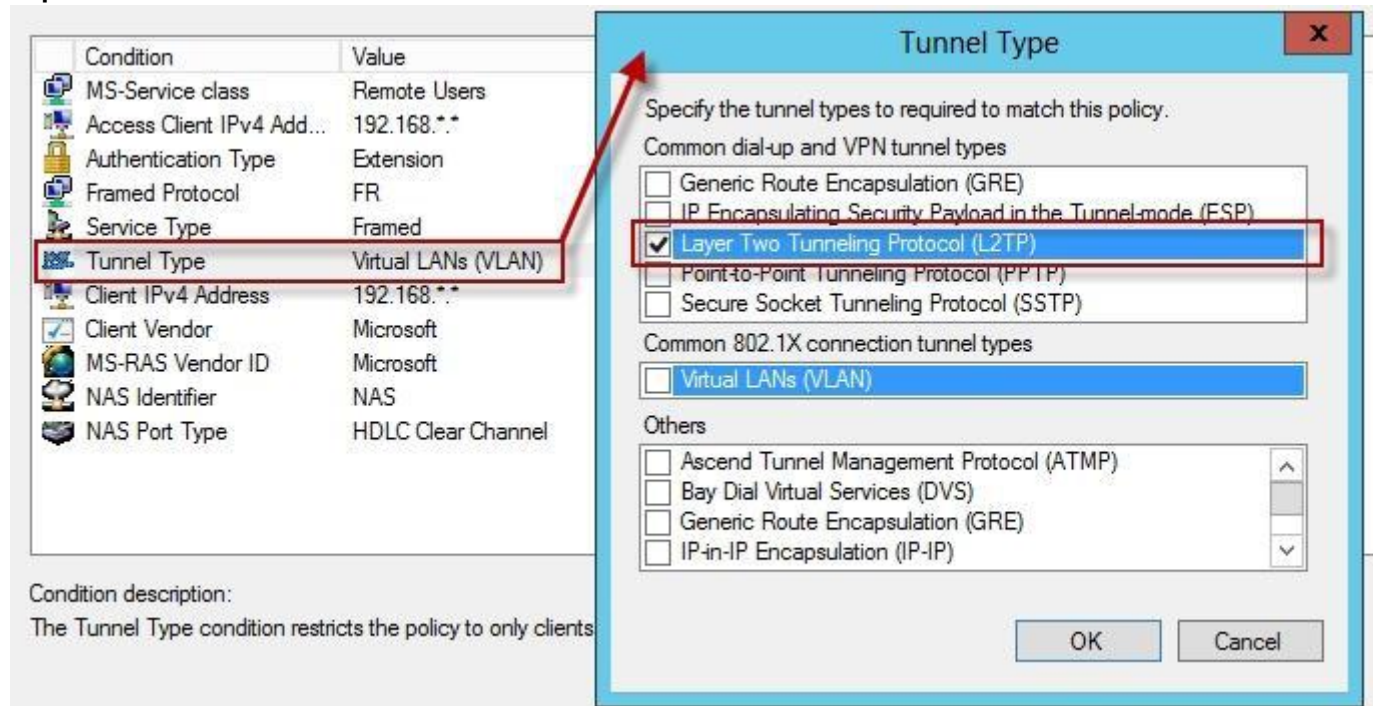 Condition Value
MS-Service class Remote Users
Access Client IPv4 Add... 192.168.*.*
Authentication Type Extension
Framed Protocol FR
Service Type Framed
Tunnel Type Virtual LANs (VLAN)
Client IPv4 Address 192.168.*.*
Client Vendor Microsoft
MS-RAS Vendor ID Microsoft
NAS Identifier NAS
NAS Port Type HDLC Clear Channel
Condition description:
The Tunnel Type condition restricts the policy to only clients
Tunnel Type
x
Specify the tunnel types to required to match this policy.
Common dial-up and VPN tunnel types
Generic Route Encapsulation (GRE)
IP Encapsulating Security Payload in the Tunnel-mode (ESP)
Layer Two Tunneling Protocol (L2TP)
Point-to-Point Tunneling Protocol (PPTP)
Secure Socket Tunneling Protocol (SSTP)
Common 802.1X connection tunnel types
Virtual LANs (VLAN)
Others
Ascend Tunnel Management Protocol (ATMP)
Bay Dial Virtual Services (DVS)
Generic Route Encapsulation (GRE)
IP-in-IP Encapsulation (IP-IP)
OK Cancel